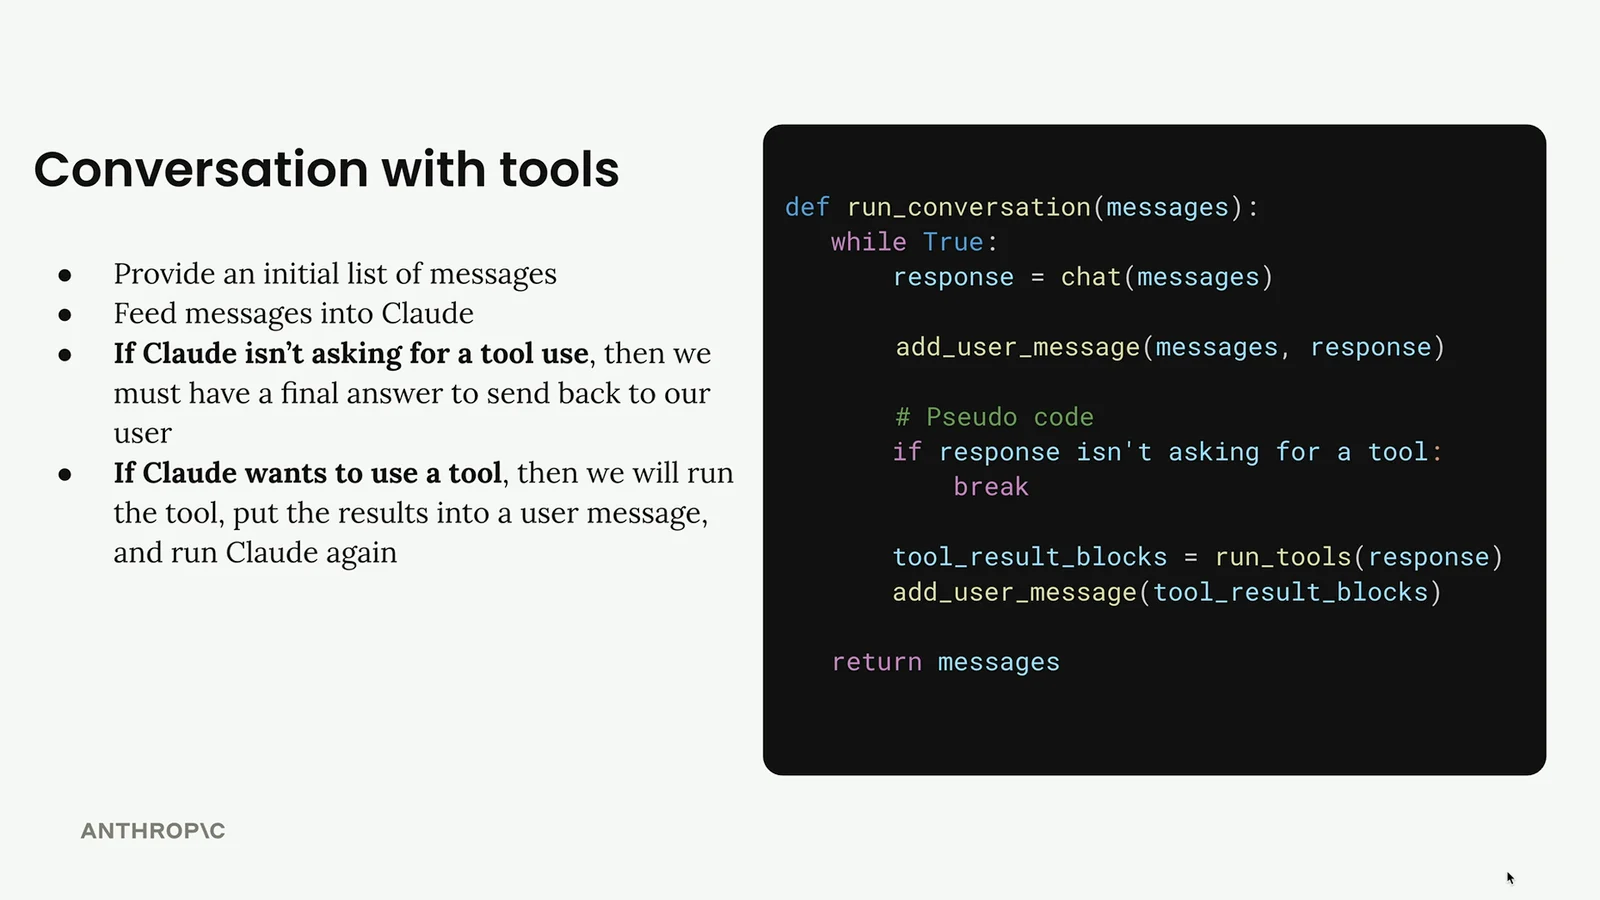 Conversation with tools
● Provide an initial list of messages
● Feed messages into Claude
● If Claude isn’t asking for a tool use, then we
must have a final answer to send back to our
user
● If Claude wants to use a tool, then we will run
the tool, put the results into a user message,
and run Claude again
def run_conversation(messages):
while True:
response = chat(messages)
add_user_message(messages, response)
# Pseudo code
if response isn't asking for a tool:
break
tool_result_blocks = run_tools(response)
add_user_message(tool_result_blocks)
return messages
ANTHROP\C